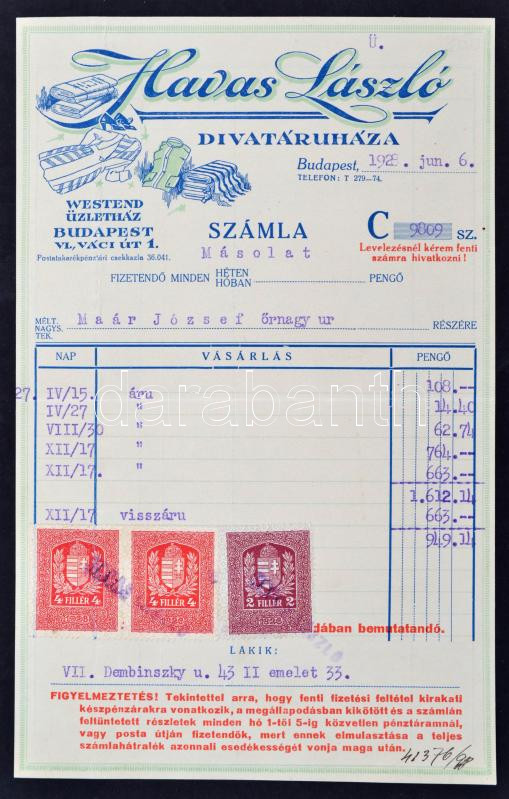 Ü.
Havas László
DIVATÁRUHÁZA
Budapest, 1928. jun. 6.
TELEFON: T 279—74.
WESTEND
ÜZLETHÁZ
BUDAPEST
VI., VÁCI ÚT 1.
Postatakarékpénztári csekkszla 36.041.
SZÁMLA
Másolat
C 9809 SZ.
Levelezésnél kérem fenti
számra hivatkozni!
FIZETENDŐ MINDEN HÉTEN HÓBAN PENGŐ
MÉLT.
NAGYS. Maár József őrnagy ur RÉSZÉRE
TEK.
NAP VÁSÁRLÁS PENGŐ
27. IV/15. áru 108.--
IV/27 " 14.40
VIII/30 " 62.74
XII/17 " 764.--
XII/17. " 663.--
1.612.14
XII/17 visszáru 663.--
949.14
darabanth
4 FILLÉR 4
4 FILLÉR 4
2 FILLÉR 2
dában bemutatandó.
LAKIK:
VII. Dembinszky u. 43 II emelet 33.
FIGYELMEZTETÉS! Tekintettel arra, hogy fenti fizetési feltétel kirakati
készpénzárakra vonatkozik, a megállapodásban kikötött és a számlán
feltüntetett részletek minden hó 1-től 5-ig közvetlen pénztáramnál,
vagy posta útján fizetendők, mert ennek elmulasztása a teljes
számlahátralék azonnali esedékességét vonja maga után.